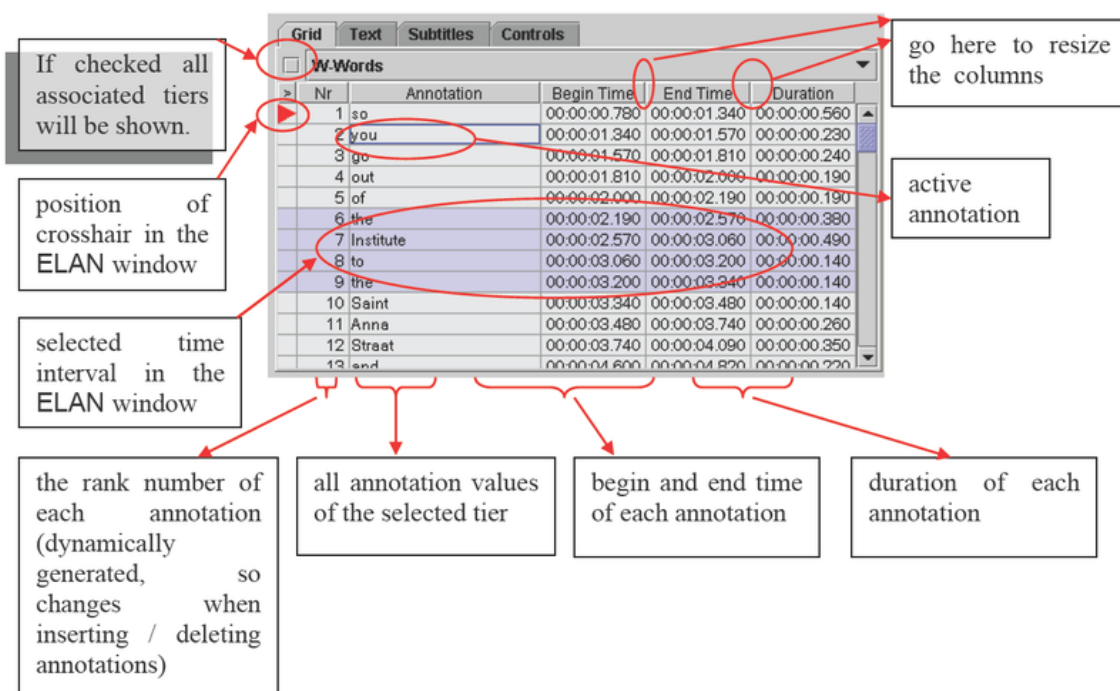 Grid Text Subtitles Controls
W-Words
> Nr Annotation Begin Time End Time Duration
1 so 00:00:00.780 00:00:01.340 00:00:00.560
2 you 00:00:01.340 00:00:01.570 00:00:00.230
3 go 00:00:01.570 00:00:01.810 00:00:00.240
4 out 00:00:01.810 00:00:02.000 00:00:00.190
5 of 00:00:02.000 00:00:02.190 00:00:00.190
6 the 00:00:02.190 00:00:02.570 00:00:00.380
7 Institute 00:00:02.570 00:00:03.060 00:00:00.490
8 to 00:00:03.060 00:00:03.200 00:00:00.140
9 the 00:00:03.200 00:00:03.340 00:00:00.140
10 Saint 00:00:03.340 00:00:03.480 00:00:00.140
11 Anna 00:00:03.480 00:00:03.740 00:00:00.260
12 Straat 00:00:03.740 00:00:04.090 00:00:00.350
13 and 00:00:04.600 00:00:04.820 00:00:00.220
If checked all
associated tiers
will be shown.
position of
crosshair in the
ELAN window
selected time
interval in the
ELAN window
go here to resize
the columns
active
annotation
the rank number of
each annotation
(dynamically
generated, so
changes when
inserting / deleting
annotations)
all annotation values
of the selected tier
begin and end time
of each annotation
duration of each
annotation